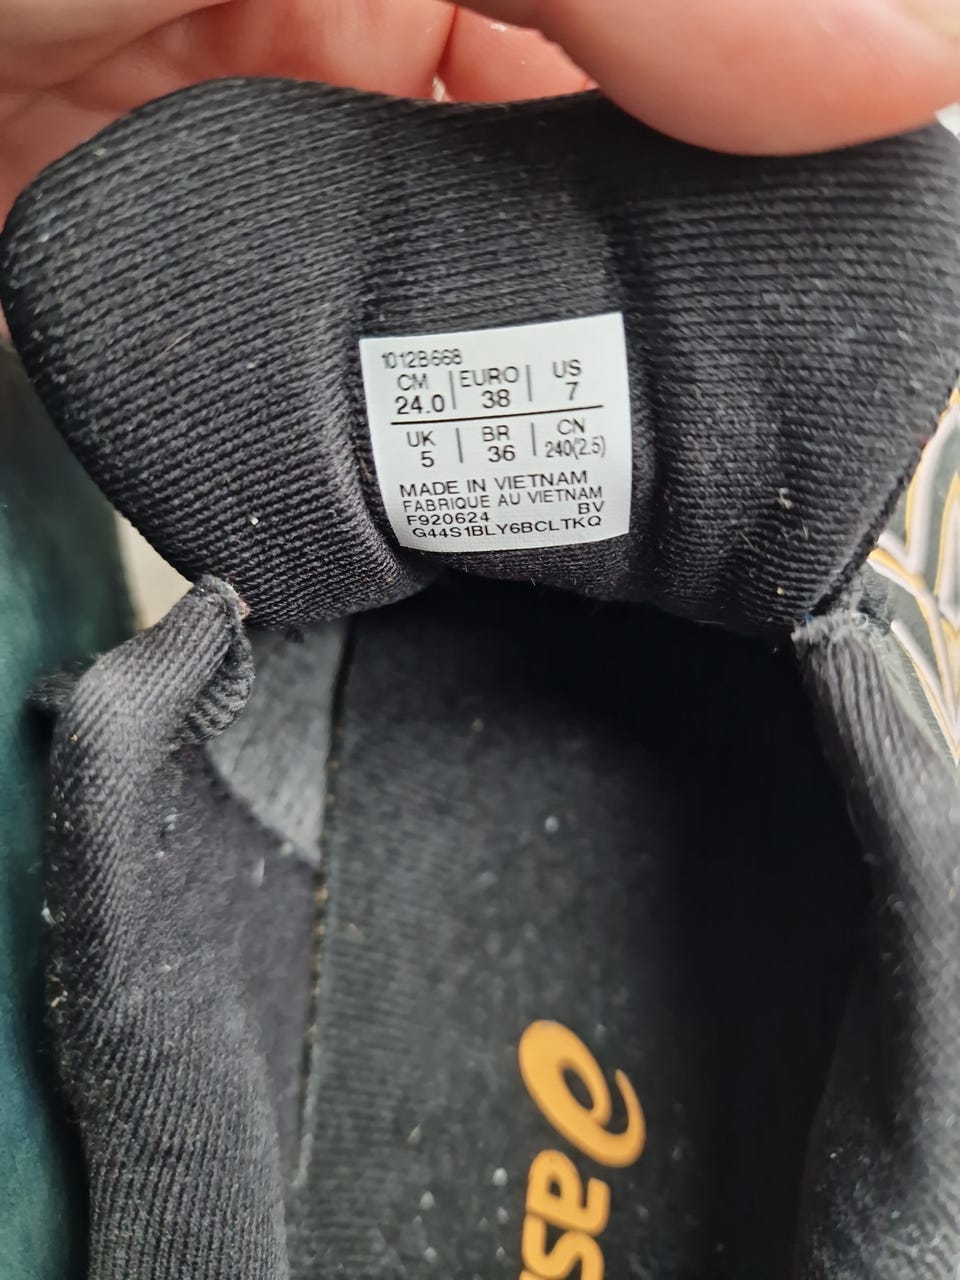 1012B668
CM | EURO | US
24.0 38 7
UK | BR | CN
5 36 240(2.5)
MADE IN VIETNAM
FABRIQUE AU VIETNAM
F920624 BV
G44S1BLY6BCLTKQ
as